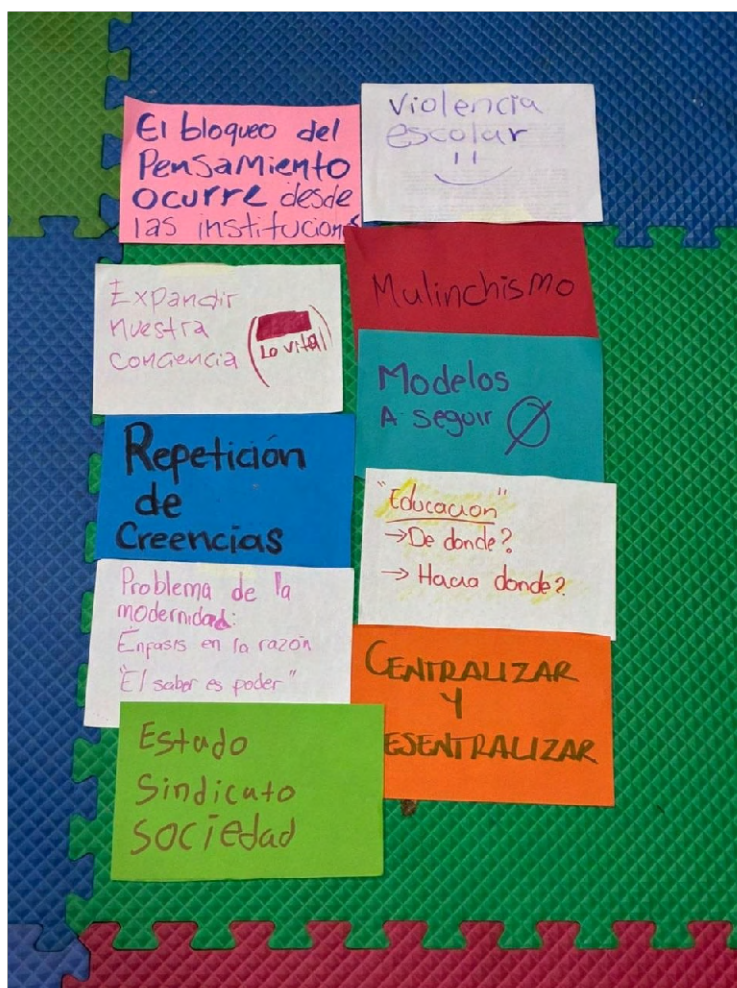 El bloqueo del
Pensamiento
ocurre desde
las institucion
Expandir
nuestra
conciencia (Lo vital)
Repetición
de
Creencias
Problema de la
modernidad:
Énfasis en la razón
"El saber es poder"
Estado
Sindicato
Sociedad
Violencia
escolar
Mulinchismo
Modelos
A seguir Ø
"Educacion"
→De donde?
→ Hacia donde?
CENTRALIZAR
Y
ESENTRALIZAR